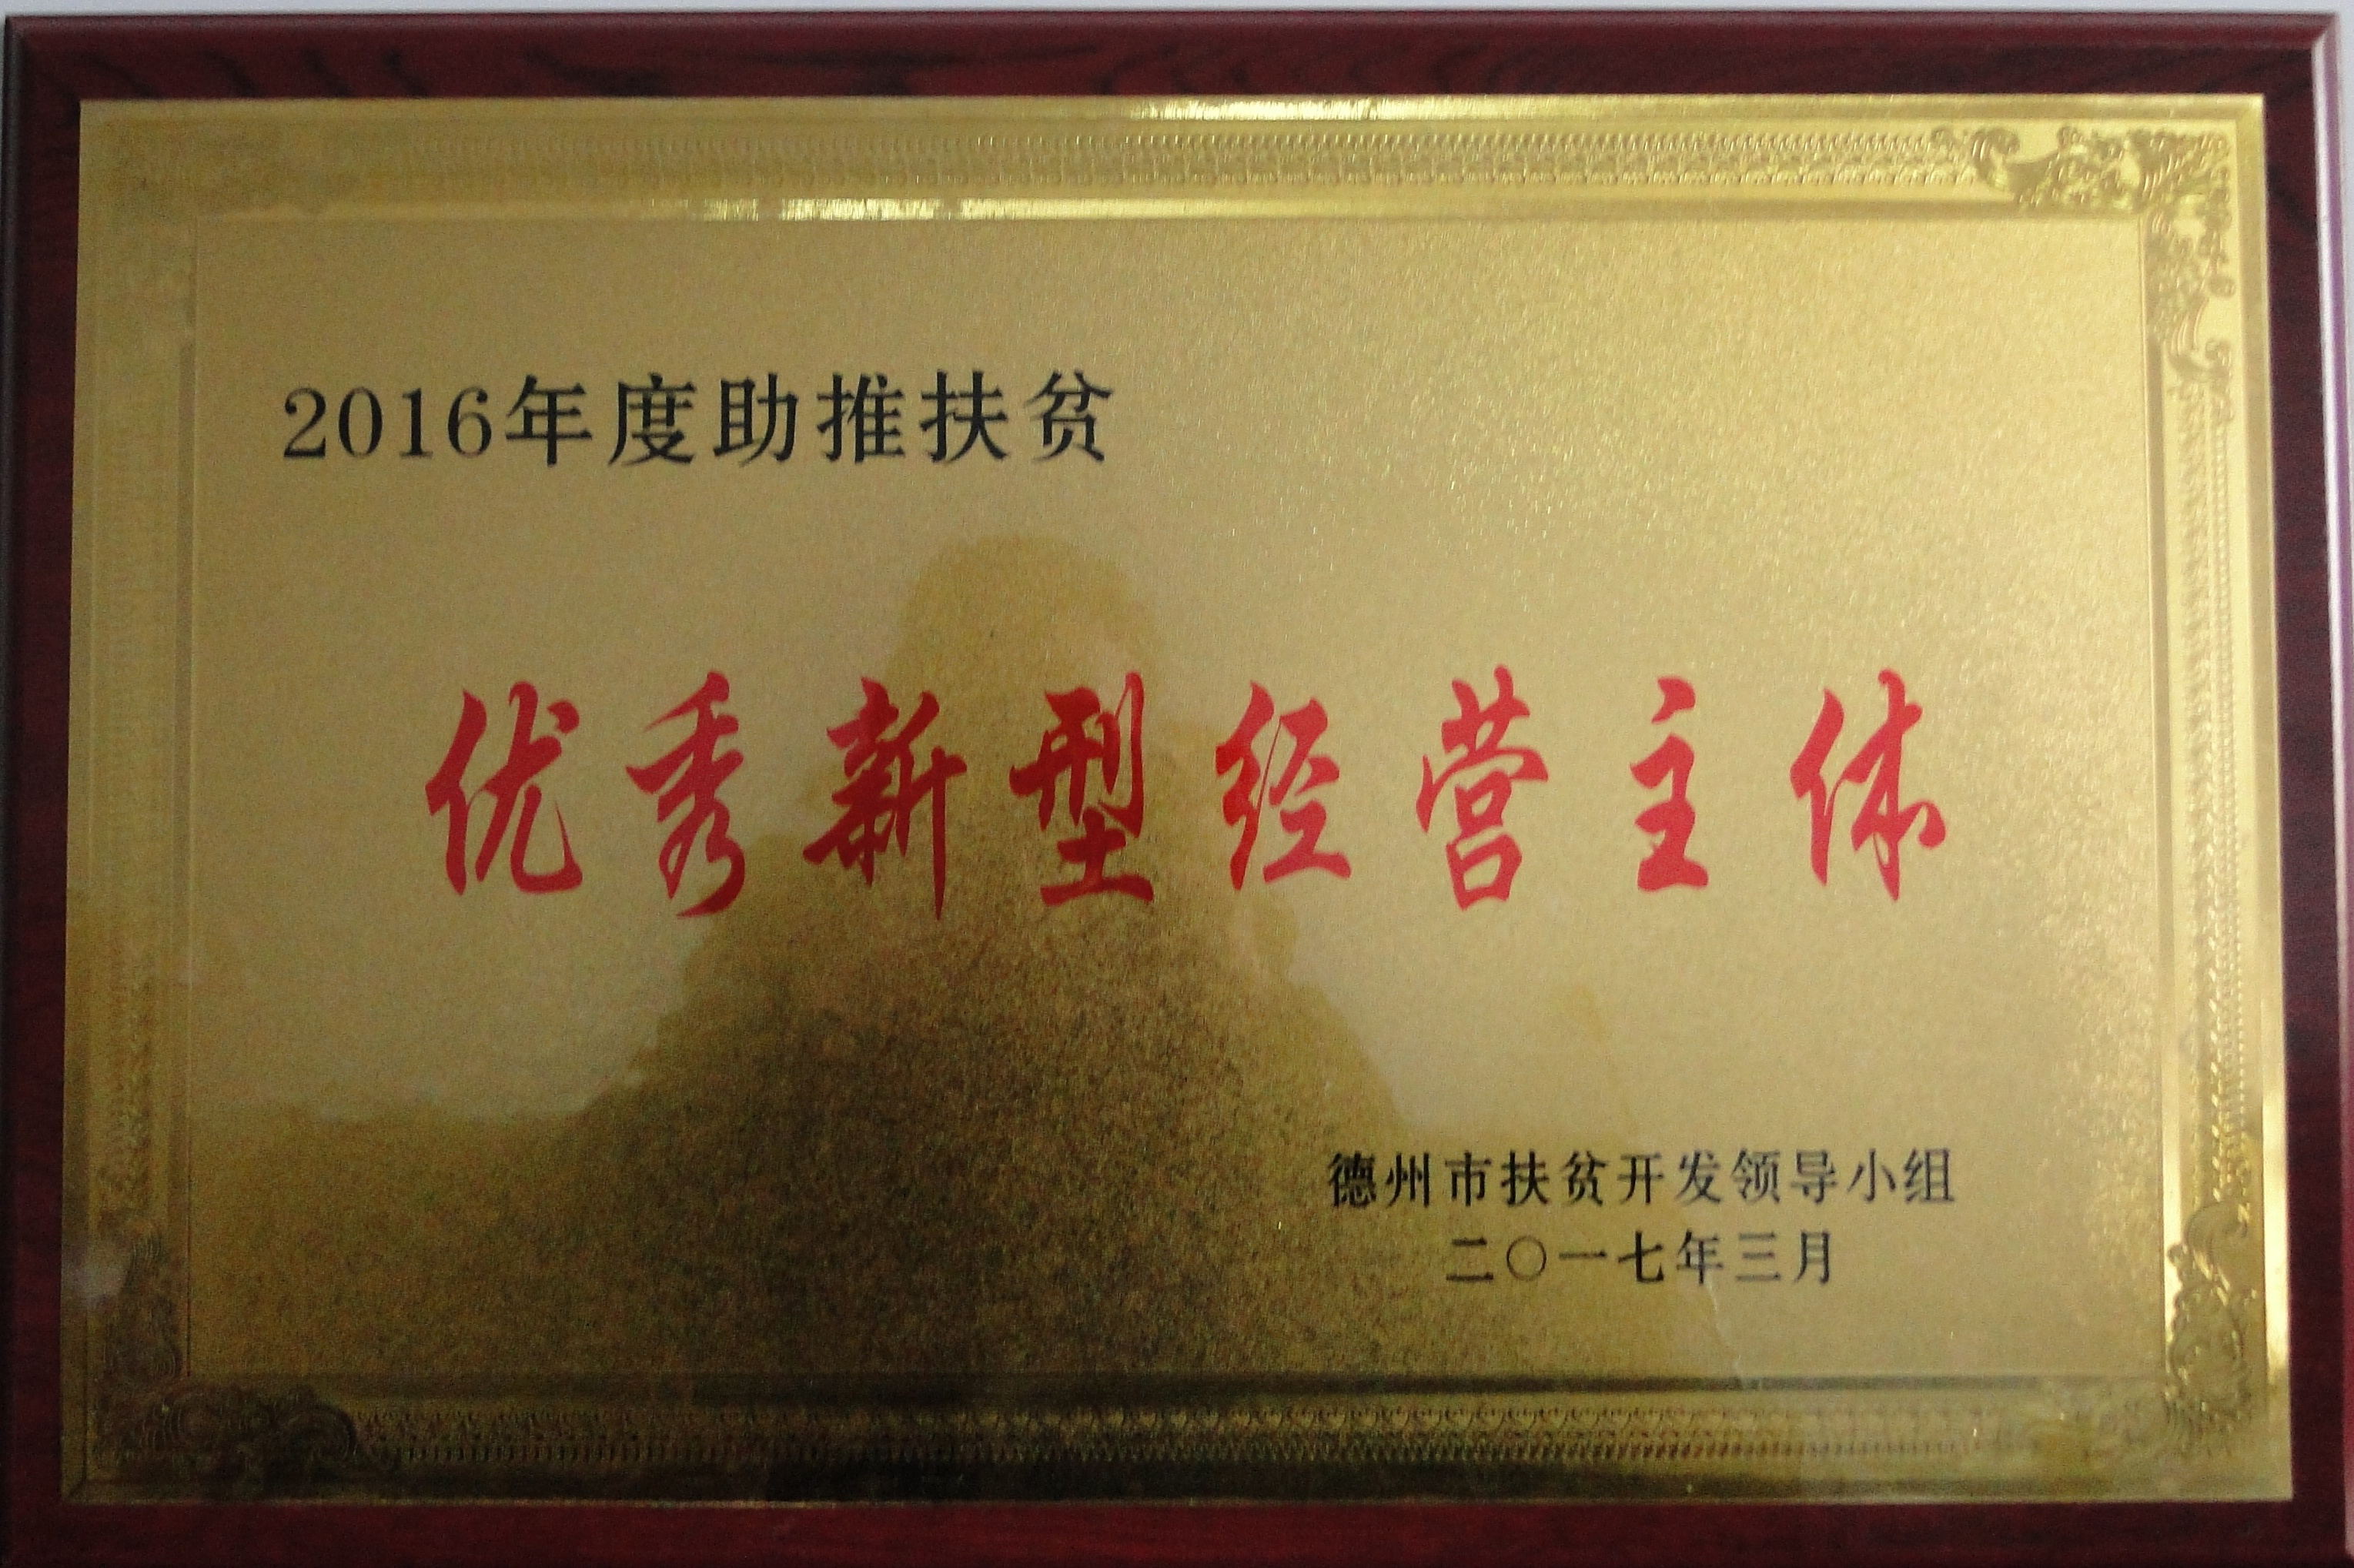 2016年度助推扶贫
优秀新型经营主体
德州市扶贫开发领导小组
二〇一七年三月